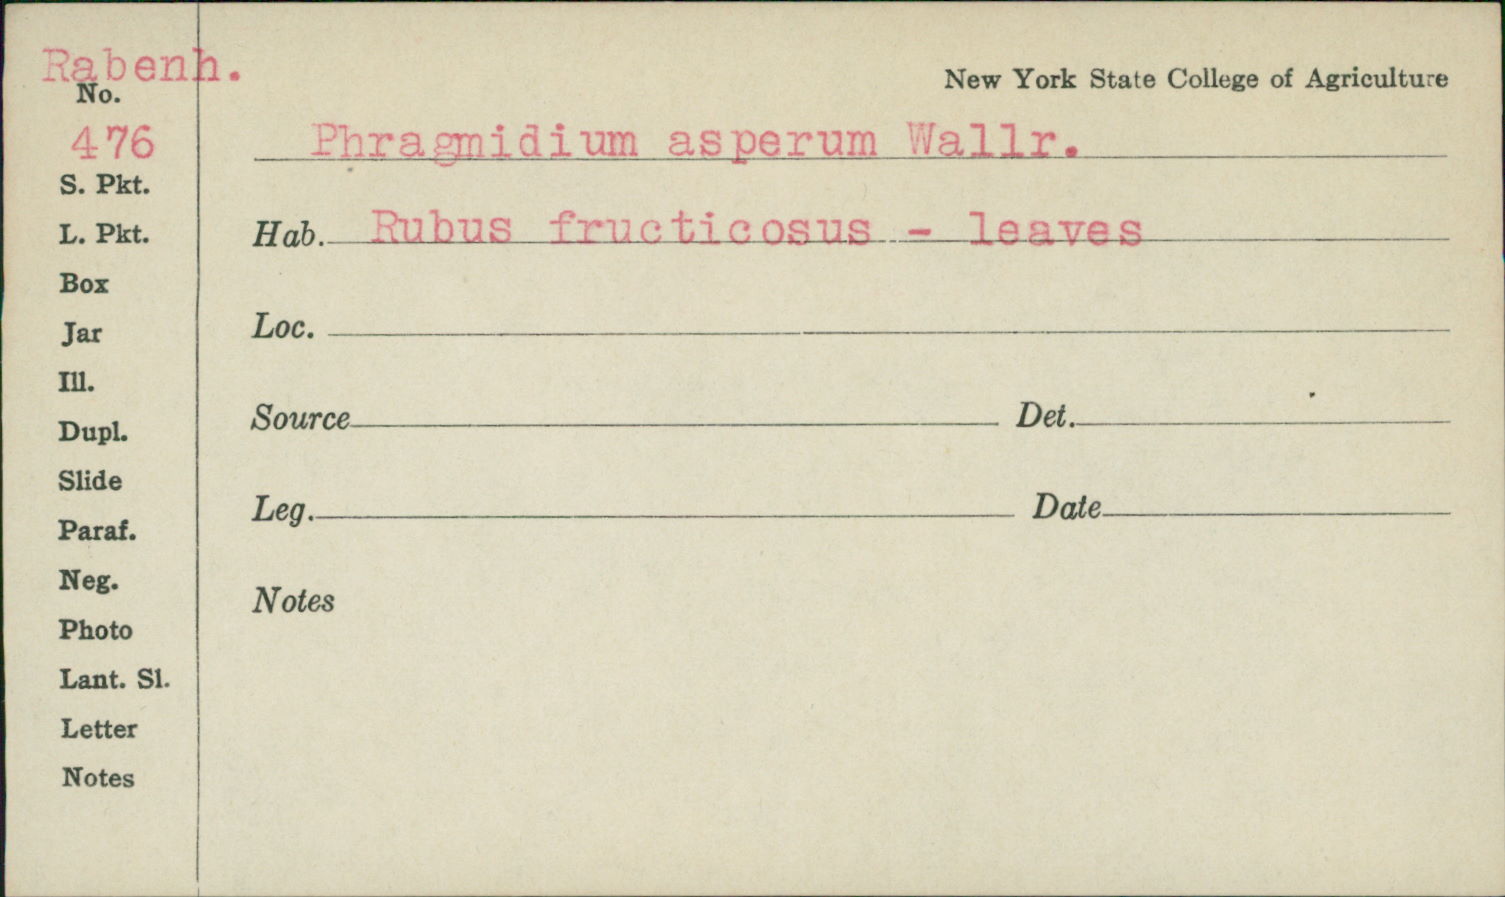 Rabenh.
No.
476
S. Pkt.
L. Pkt.
Box
Jar
Ill.
Dupl.
Slide
Paraf.
Neg.
Photo
Lant. Sl.
Letter
Notes
New York State College of Agriculture
Phragmidium asperum Wallr.
Hab. Rubus fructicosus - leaves
Loc.
Source Det.
Leg. Date
Notes